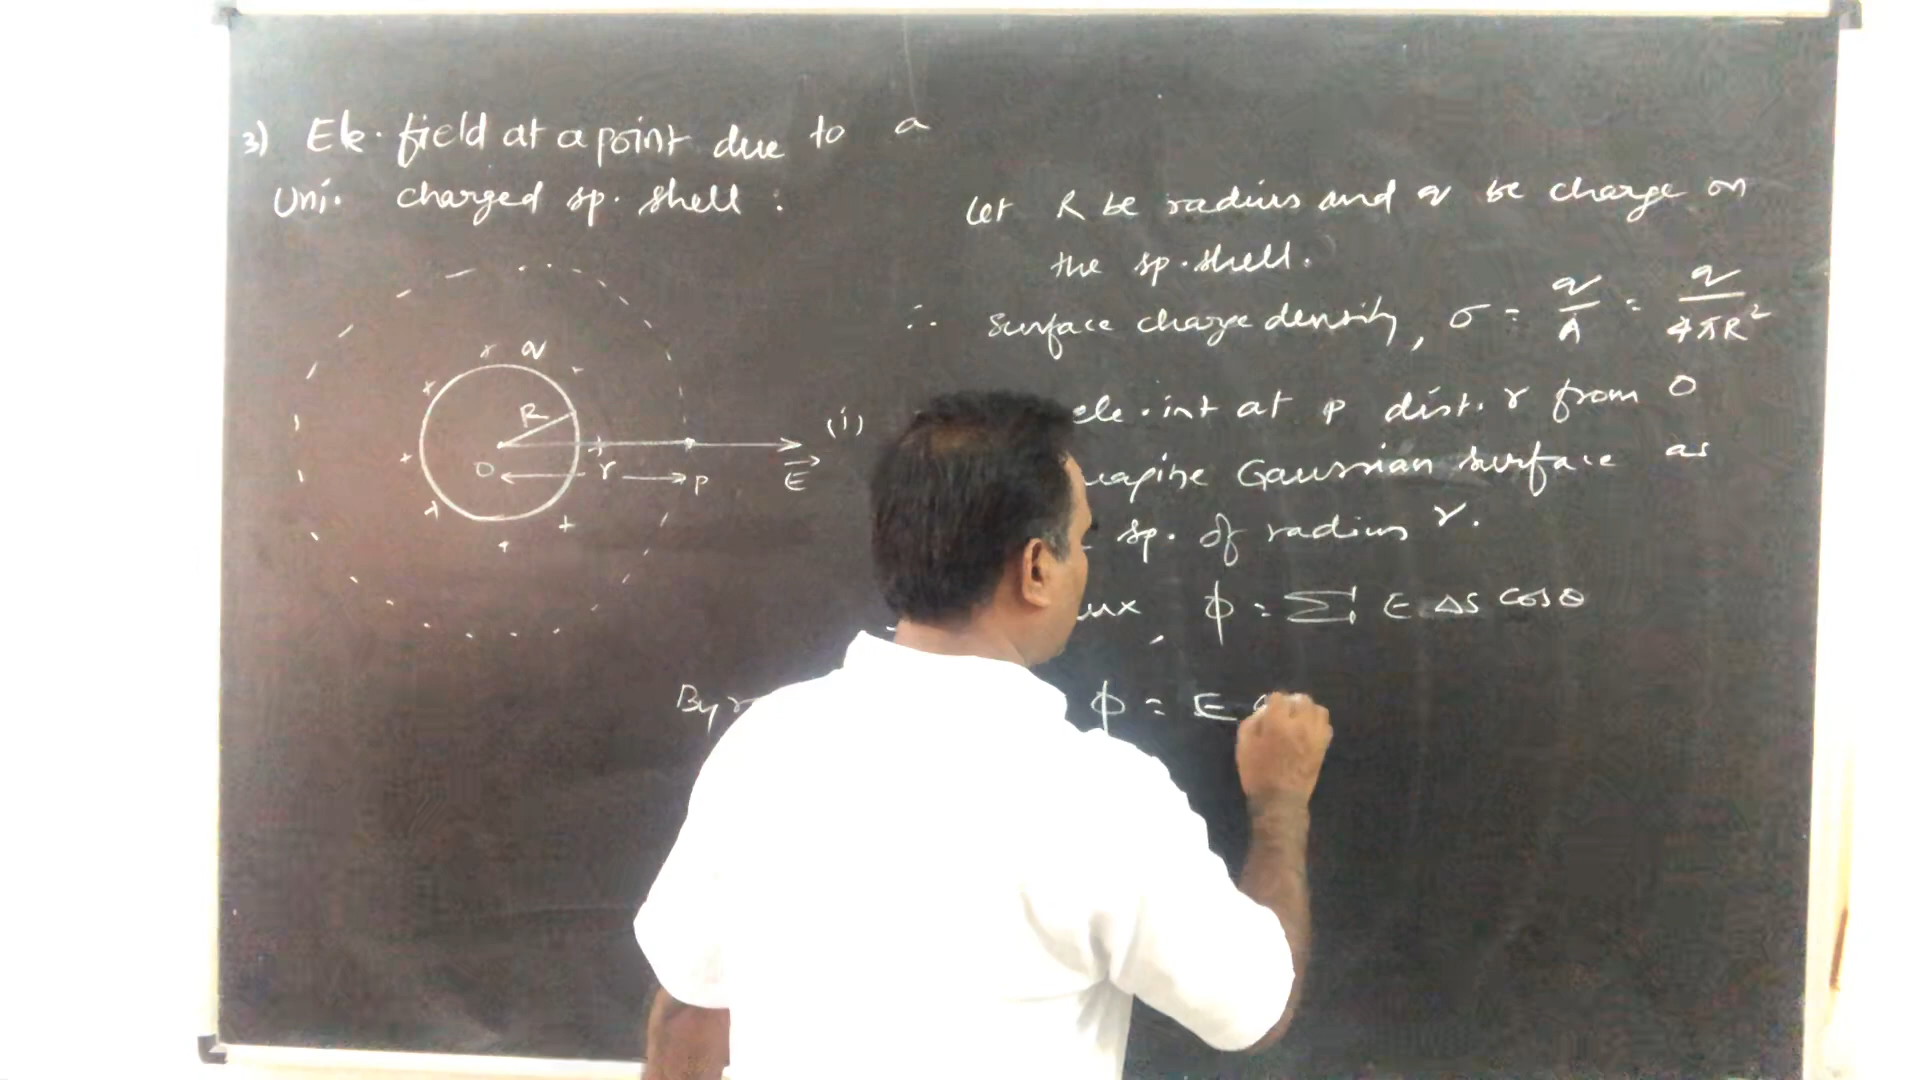 3) Ele. field at a point due to a
Uni. charged sp. shell :
q
R
O
r
P
E
Let R be radius and q be charge on
the sp. shell.
∴ Surface charge density, σ = q/A = q/4πR²
(i) ele. int at P dist. r from O
Gaussian surface as
sp. of radius r.
ϕ = Σ E ΔS cosθ
By ϕ = E